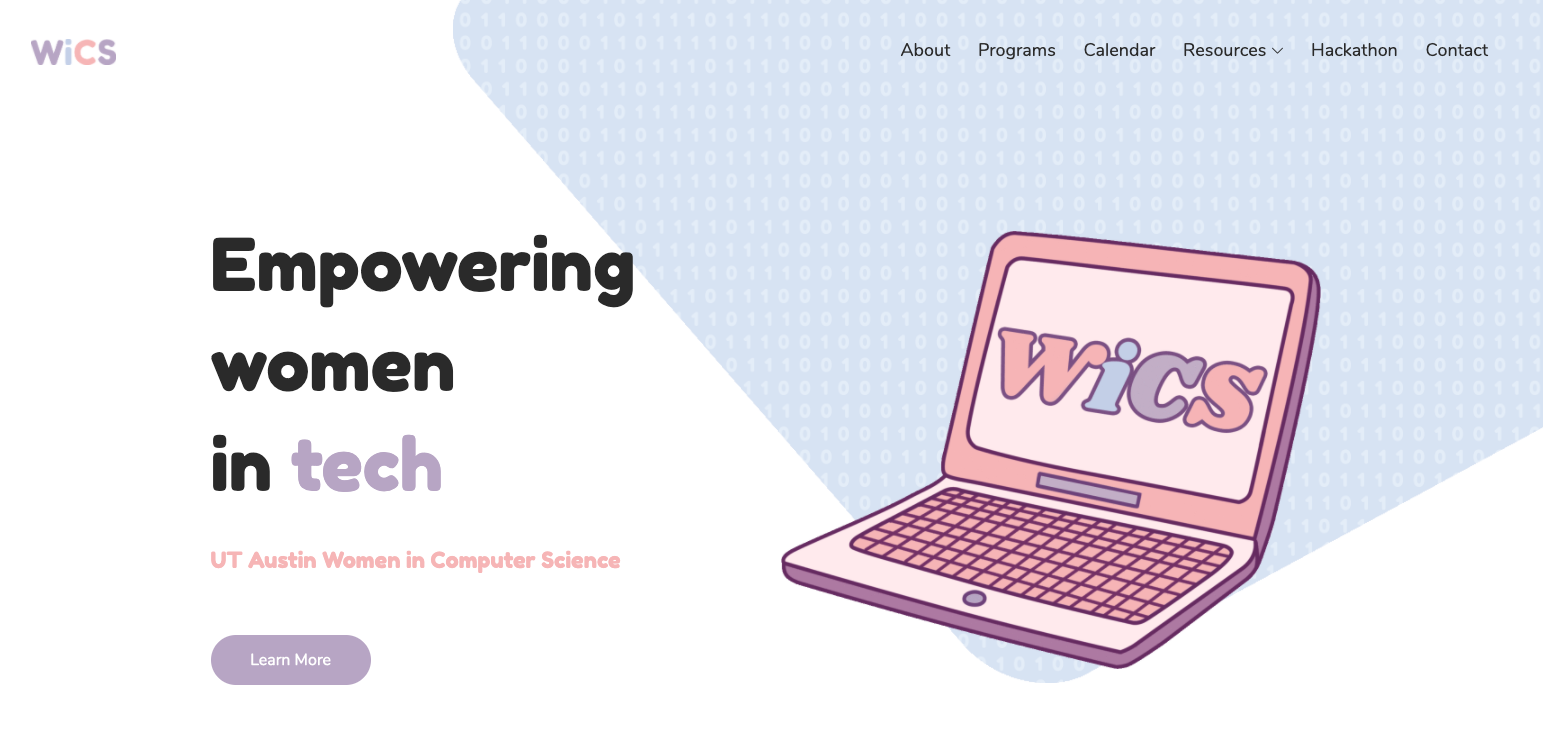 WiCS
About Programs Calendar Resources Hackathon Contact
Empowering
women
in tech
UT Austin Women in Computer Science
Learn More
WiCS